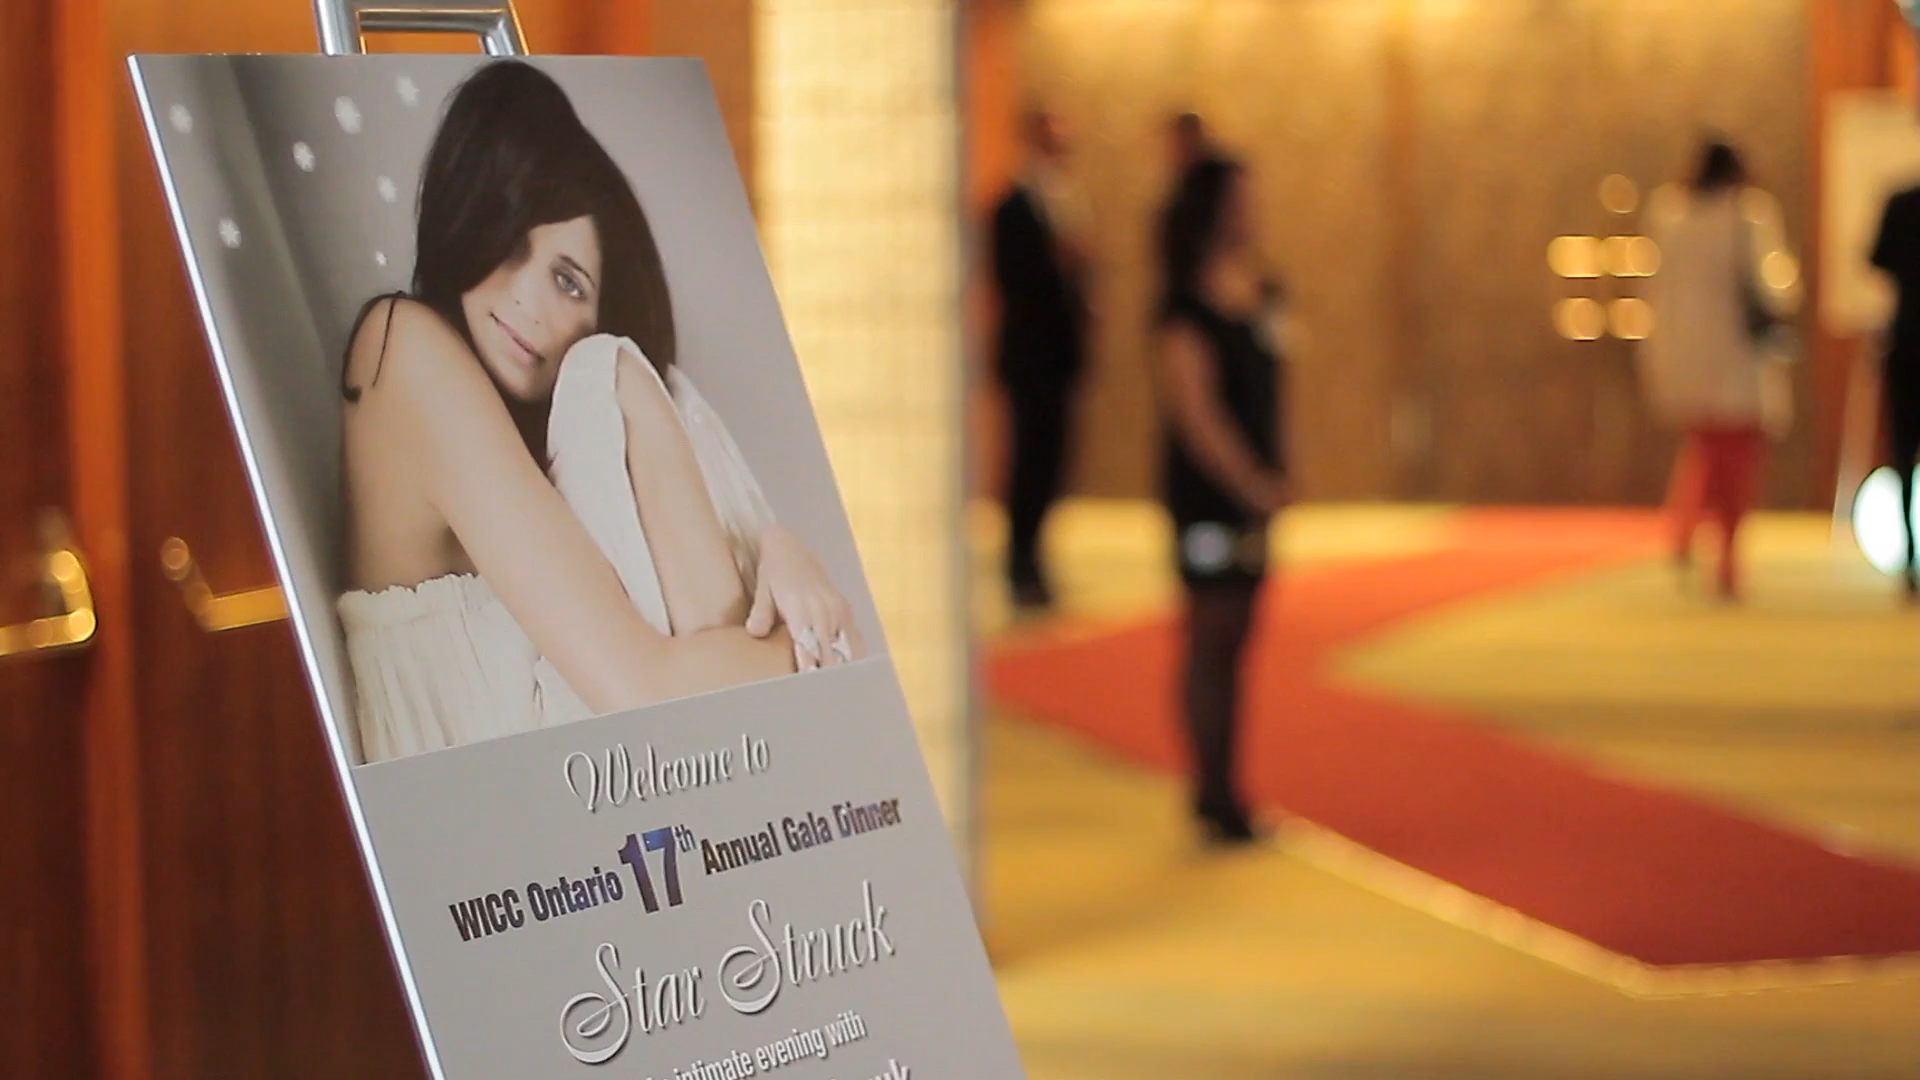 Welcome to
WICC Ontario 17th Annual Gala Dinner
Star Struck
intimate evening with